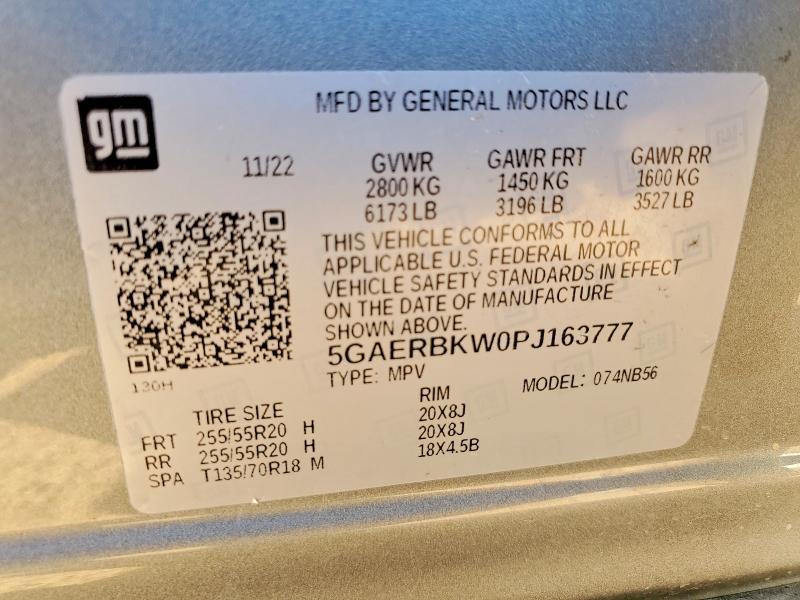 gm
MFD BY GENERAL MOTORS LLC
11/22 GVWR GAWR FRT GAWR RR
2800 KG 1450 KG 1600 KG
6173 LB 3196 LB 3527 LB
THIS VEHICLE CONFORMS TO ALL
APPLICABLE U.S. FEDERAL MOTOR
VEHICLE SAFETY STANDARDS IN EFFECT
ON THE DATE OF MANUFACTURE
SHOWN ABOVE.
5GAERBKW0PJ163777
TYPE: MPV MODEL: 074NB56
130H
TIRE SIZE RIM
FRT 255/55R20 H 20X8J
RR 255/55R20 H 20X8J
SPA T135/70R18 M 18X4.5B